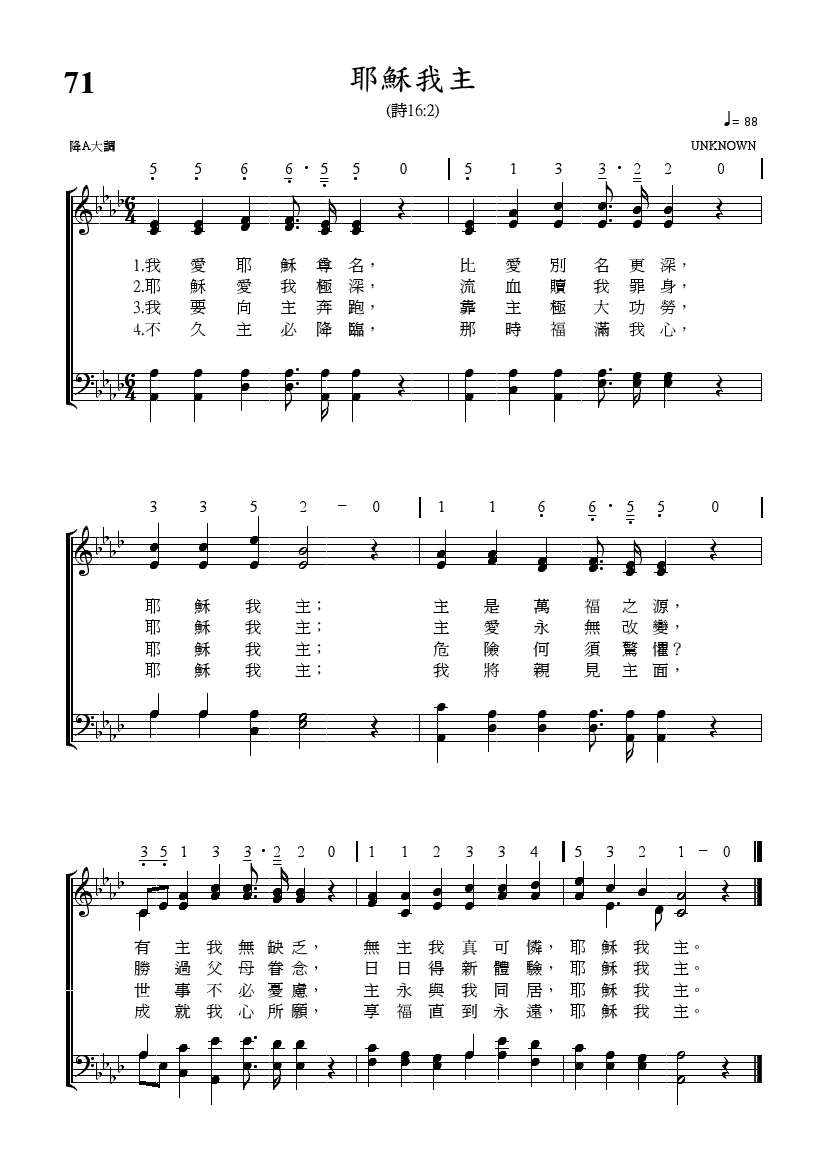 71
耶穌我主
(詩16:2)
♩= 88
降A大調
UNKNOWN
5 5 6 6· 5 5 0 | 5 1 3 3· 2 2 0 |
6/4
1.我愛耶穌尊名， 比愛別名更深，
2.耶穌愛我極深， 流血贖我罪身，
3.我要向主奔跑， 靠主極大功勞，
4.不久主必降臨， 那時福滿我心，
6/4
3 3 5 2 – 0 | 1 1 6 6· 5 5 0 |
耶穌我主； 主是萬福之源，
耶穌我主； 主愛永無改變，
耶穌我主； 危險何須驚懼？
耶穌我主； 我將親見主面，
3 5 1 3 3· 2 2 0 | 1 1 2 3 3 4 | 5 3 2 1 – 0
有主我無缺乏， 無主我真可憐，耶穌我主。
勝過父母眷念， 日日得新體驗，耶穌我主。
世事不必憂慮， 主永與我同居，耶穌我主。
成就我心所願， 享福直到永遠，耶穌我主。